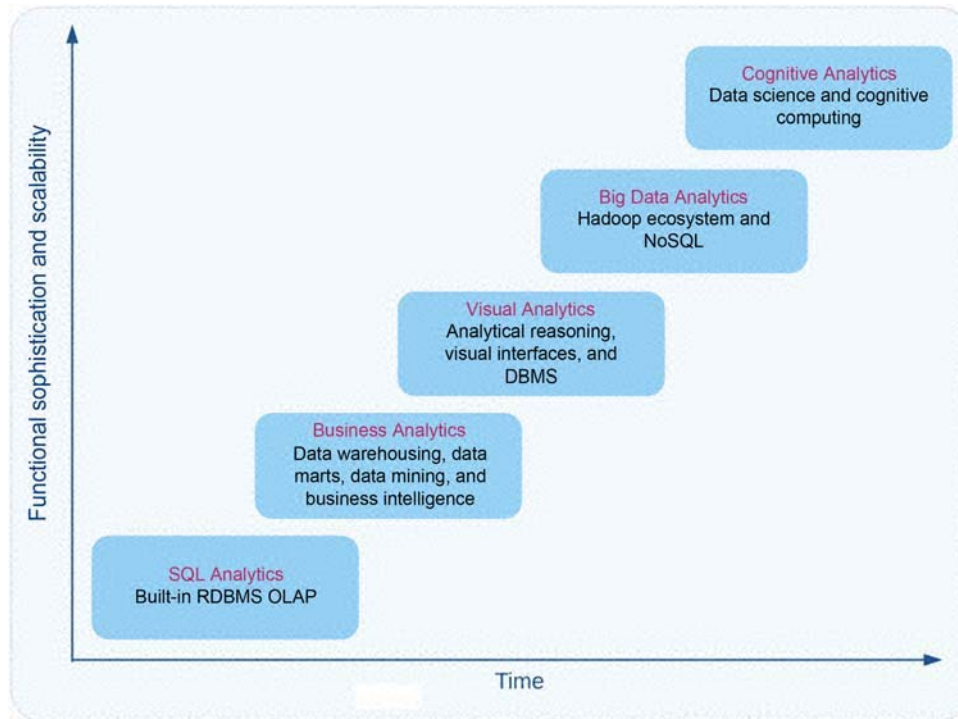 Functional sophistication and scalability
Cognitive Analytics
Data science and cognitive
computing
Big Data Analytics
Hadoop ecosystem and
NoSQL
Visual Analytics
Analytical reasoning,
visual interfaces, and
DBMS
Business Analytics
Data warehousing, data
marts, data mining, and
business intelligence
SQL Analytics
Built-in RDBMS OLAP
Time